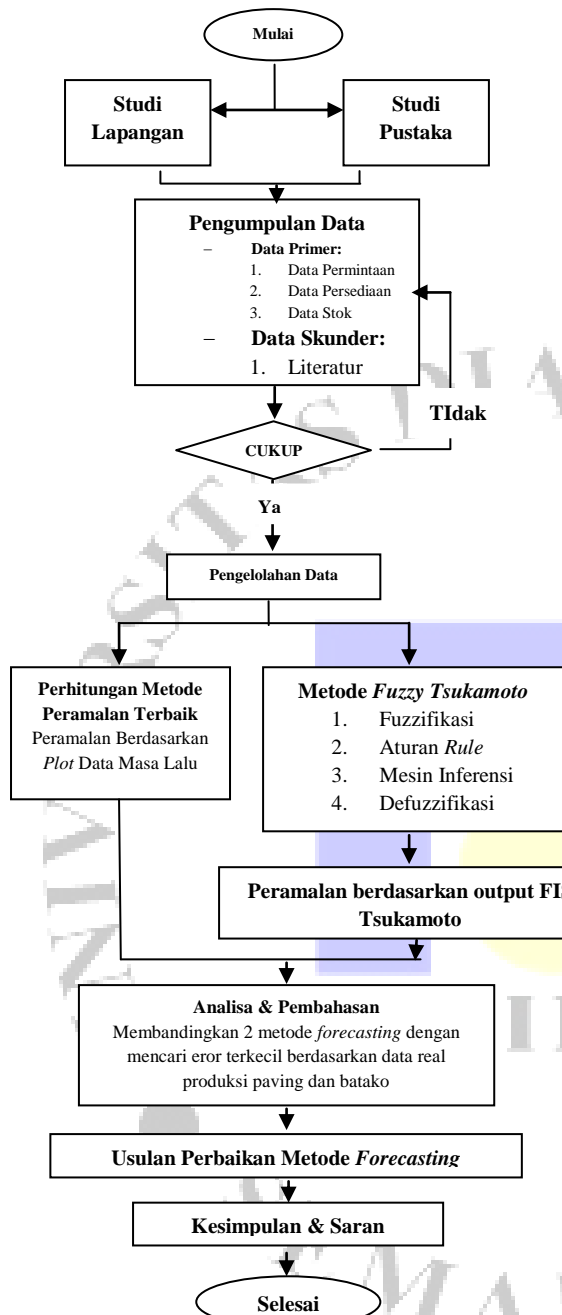 Mulai
Studi
Lapangan
Studi
Pustaka
Pengumpulan Data
– Data Primer:
1. Data Permintaan
2. Data Persediaan
3. Data Stok
– Data Skunder:
1. Literatur
TIdak
CUKUP
Ya
Pengelolahan Data
Perhitungan Metode
Peramalan Terbaik
Peramalan Berdasarkan
Plot Data Masa Lalu
Metode Fuzzy Tsukamoto
1. Fuzzifikasi
2. Aturan Rule
3. Mesin Inferensi
4. Defuzzifikasi
Peramalan berdasarkan output
Tsukamoto
Analisa & Pembahasan
Membandingkan 2 metode forecasting dengan
mencari eror terkecil berdasarkan data real
produksi paving dan batako
Usulan Perbaikan Metode Forecasting
Kesimpulan & Saran
Selesai